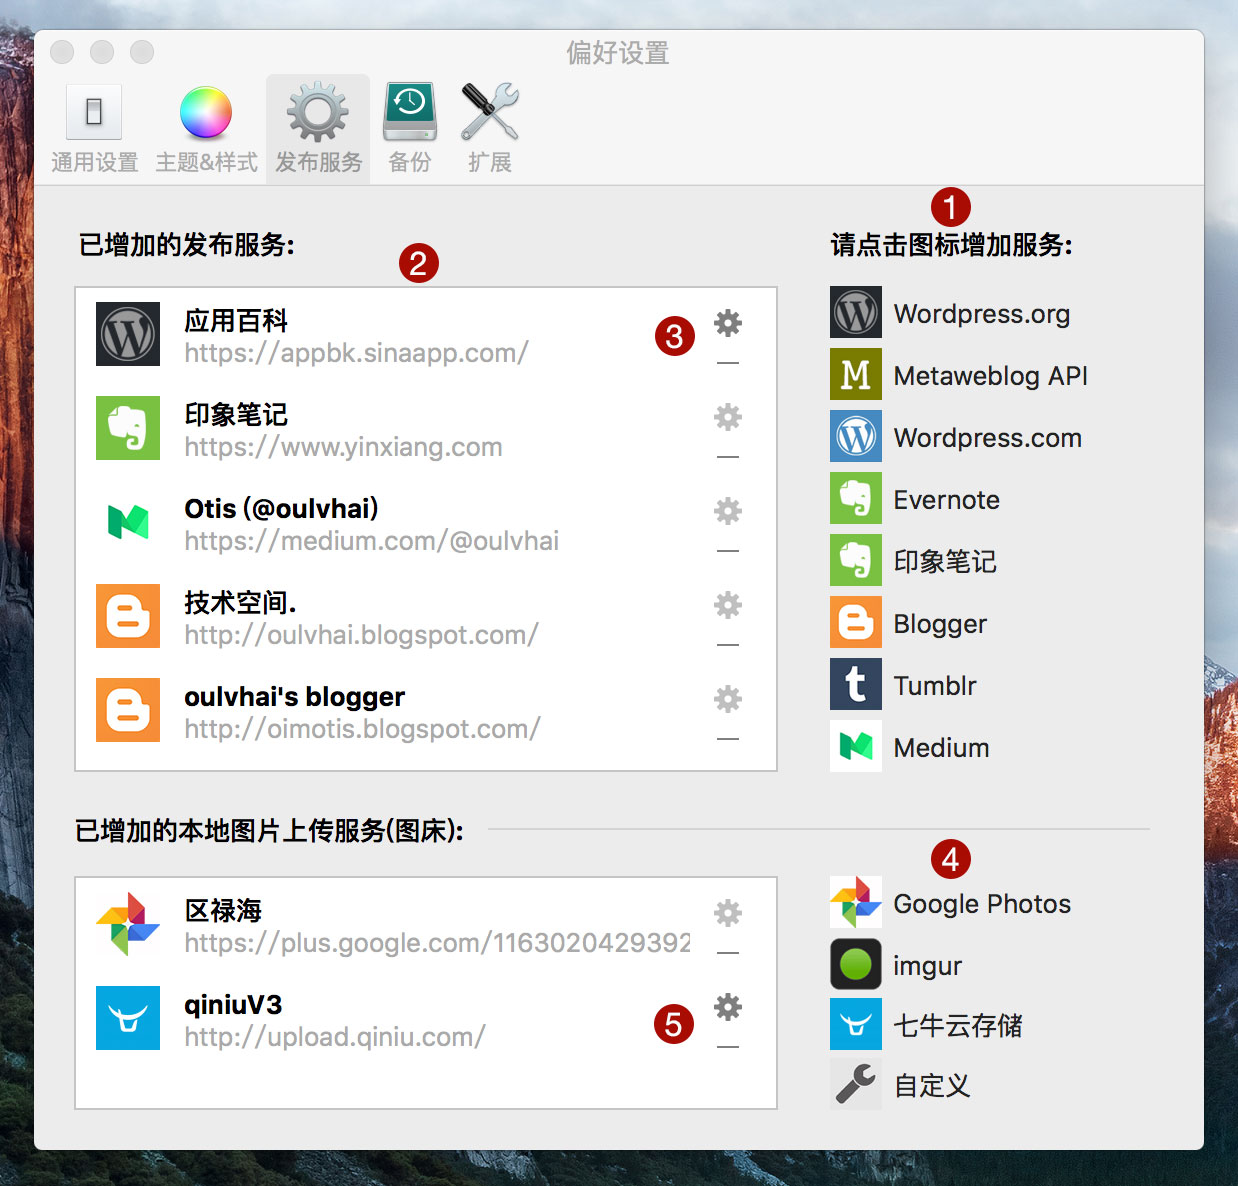 偏好设置
通用设置 主题&样式 发布服务 备份 扩展
1
已增加的发布服务:
请点击图标增加服务:
2
应用百科
https://appbk.sinaapp.com/
3
印象笔记
https://www.yinxiang.com
Otis (@oulvhai)
https://medium.com/@oulvhai
技术空间.
http://oulvhai.blogspot.com/
oulvhai's blogger
http://oimotis.blogspot.com/
Wordpress.org
Metaweblog API
Wordpress.com
Evernote
印象笔记
Blogger
Tumblr
Medium
已增加的本地图片上传服务(图床):
4
区禄海
https://plus.google.com/1163020429392
qiniuV3
http://upload.qiniu.com/
5
Google Photos
imgur
七牛云存储
自定义